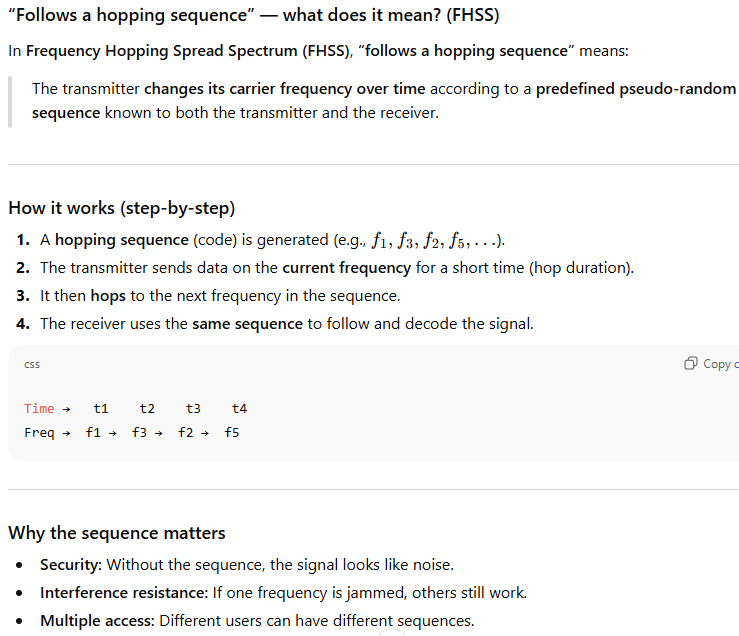 “Follows a hopping sequence” — what does it mean? (FHSS)
In Frequency Hopping Spread Spectrum (FHSS), “follows a hopping sequence” means:
The transmitter changes its carrier frequency over time according to a predefined pseudo-random
sequence known to both the transmitter and the receiver.
How it works (step-by-step)
1. A hopping sequence (code) is generated (e.g., f₁, f₃, f₂, f₅, . . .).
2. The transmitter sends data on the current frequency for a short time (hop duration).
3. It then hops to the next frequency in the sequence.
4. The receiver uses the same sequence to follow and decode the signal.
css
Copy c
Time → t1 t2 t3 t4
Freq → f1 → f3 → f2 → f5
Why the sequence matters
• Security: Without the sequence, the signal looks like noise.
• Interference resistance: If one frequency is jammed, others still work.
• Multiple access: Different users can have different sequences.